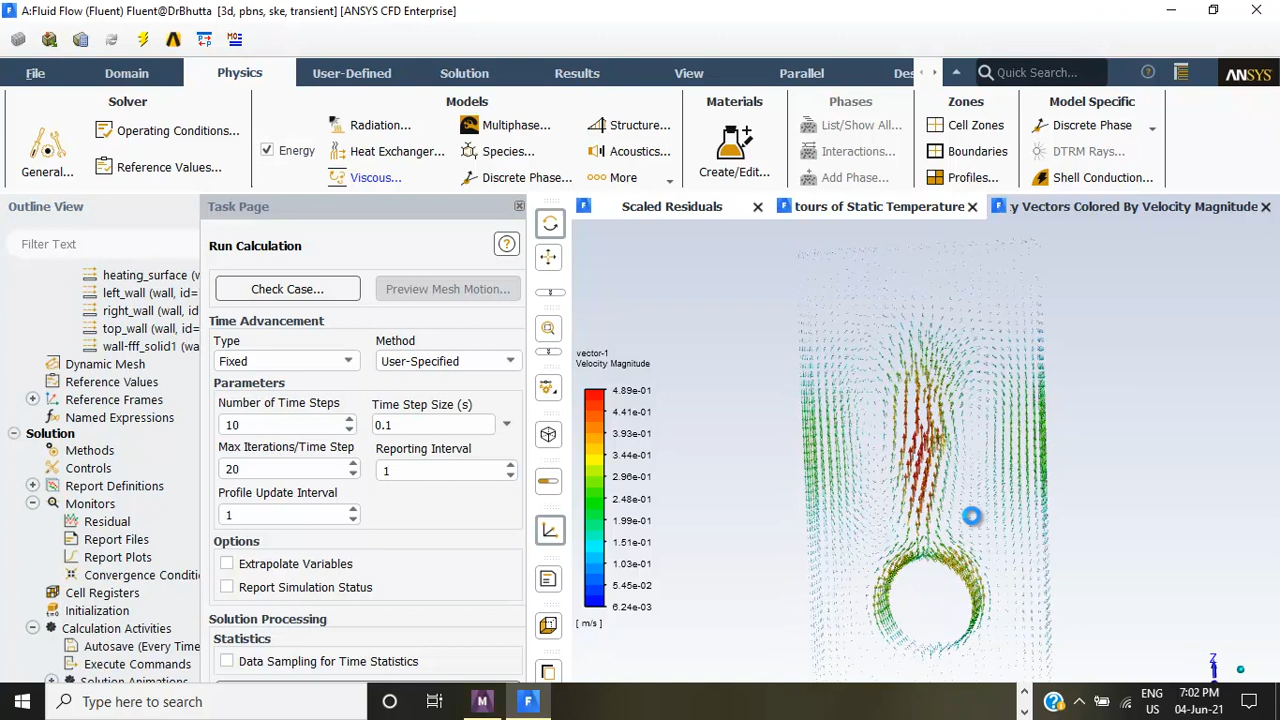 A:Fluid Flow (Fluent) Fluent@DrBhutta [3d, pbns, ske, transient] [ANSYS CFD Enterprise]
File Domain Physics User-Defined Solution Results View Parallel Des Quick Search... ANSYS
Solver Models Materials Phases Zones Model Specific
General... Operating Conditions... Energy Radiation... Multiphase... Structure... Create/Edit... List/Show All... Cell Zones Discrete Phase
Heat Exchanger... Species... Acoustics... Interactions... Boundaries DTRM Rays...
Reference Values... Viscous... Discrete Phase... More Add Phase... Profiles... Shell Conduction...
Outline View
Filter Text
heating_surface (w
left_wall (wall, id=
right_wall (wall, id
top_wall (wall, id=
wall-fff_solid1 (wa
Dynamic Mesh
Reference Values
Reference Frames
Named Expressions
Solution
Methods
Controls
Report Definitions
Monitors
Residual
Report Files
Report Plots
Convergence Conditi
Cell Registers
Initialization
Calculation Activities
Autosave (Every Time
Execute Commands
Solution Animations
Task Page
Run Calculation
Check Case... Preview Mesh Motion...
Time Advancement
Type Method
Fixed User-Specified
Parameters
Number of Time Steps Time Step Size (s)
10 0.1
Max Iterations/Time Step Reporting Interval
20 1
Profile Update Interval
1
Options
Extrapolate Variables
Report Simulation Status
Solution Processing
Statistics
Data Sampling for Time Statistics
Scaled Residuals tours of Static Temperature y Vectors Colored By Velocity Magnitude
vector-1
Velocity Magnitude
4.89e-01
4.41e-01
3.93e-01
3.44e-01
2.96e-01
2.48e-01
1.99e-01
1.51e-01
1.03e-01
5.45e-02
6.24e-03
[ m/s ]
Z
Type here to search
ENG
US
7:02 PM
04-Jun-21